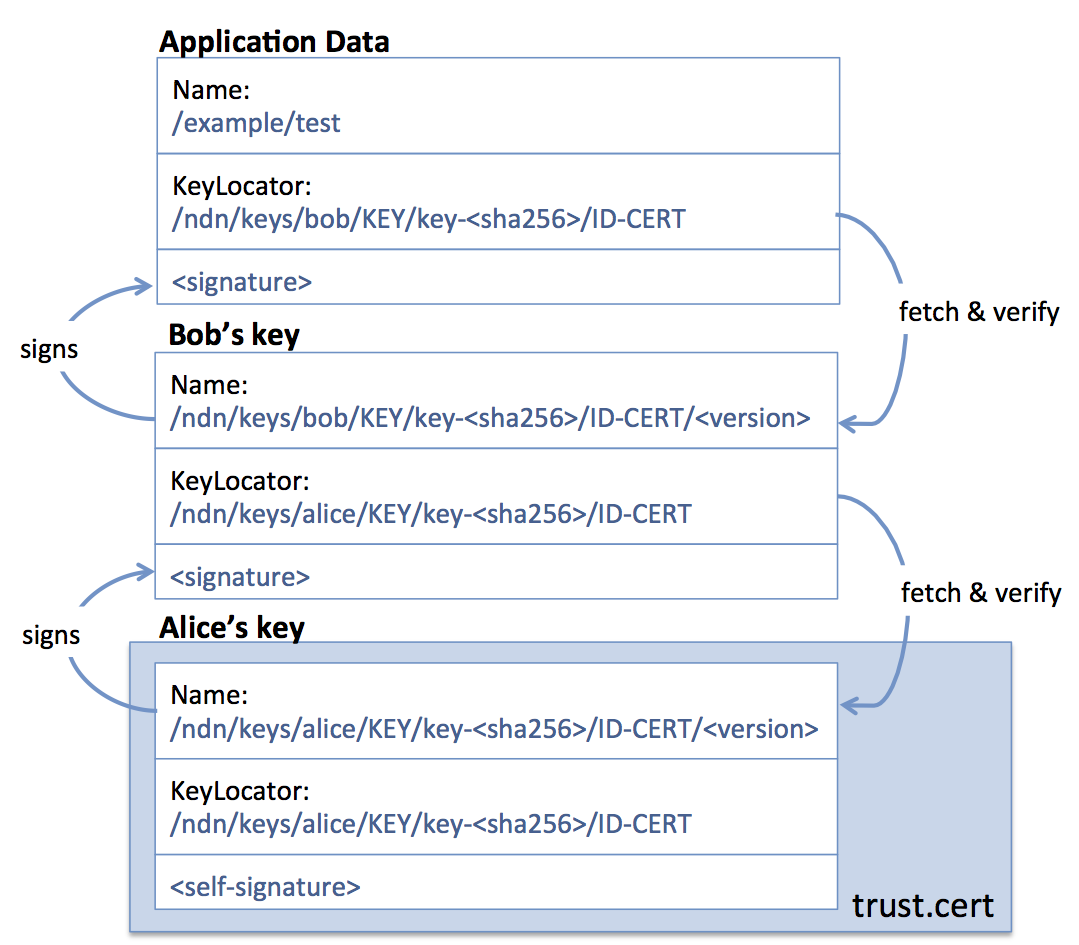 Application Data
Name:
/example/test
KeyLocator:
/ndn/keys/bob/KEY/key-<sha256>/ID-CERT
<signature>
fetch & verify
signs
Bob’s key
Name:
/ndn/keys/bob/KEY/key-<sha256>/ID-CERT/<version>
KeyLocator:
/ndn/keys/alice/KEY/key-<sha256>/ID-CERT
<signature>
fetch & verify
signs
Alice’s key
Name:
/ndn/keys/alice/KEY/key-<sha256>/ID-CERT/<version>
KeyLocator:
/ndn/keys/alice/KEY/key-<sha256>/ID-CERT
<self-signature>
trust.cert